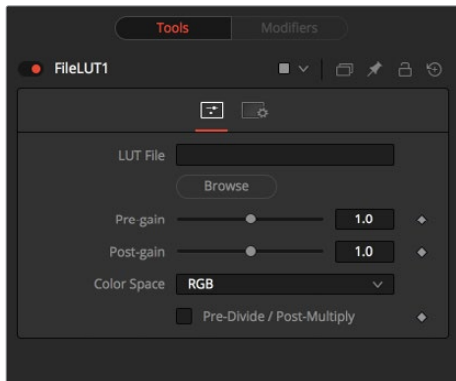 Tools Modifiers
FileLUT1
LUT File
Browse
Pre-gain 1.0
Post-gain 1.0
Color Space RGB
Pre-Divide / Post-Multiply